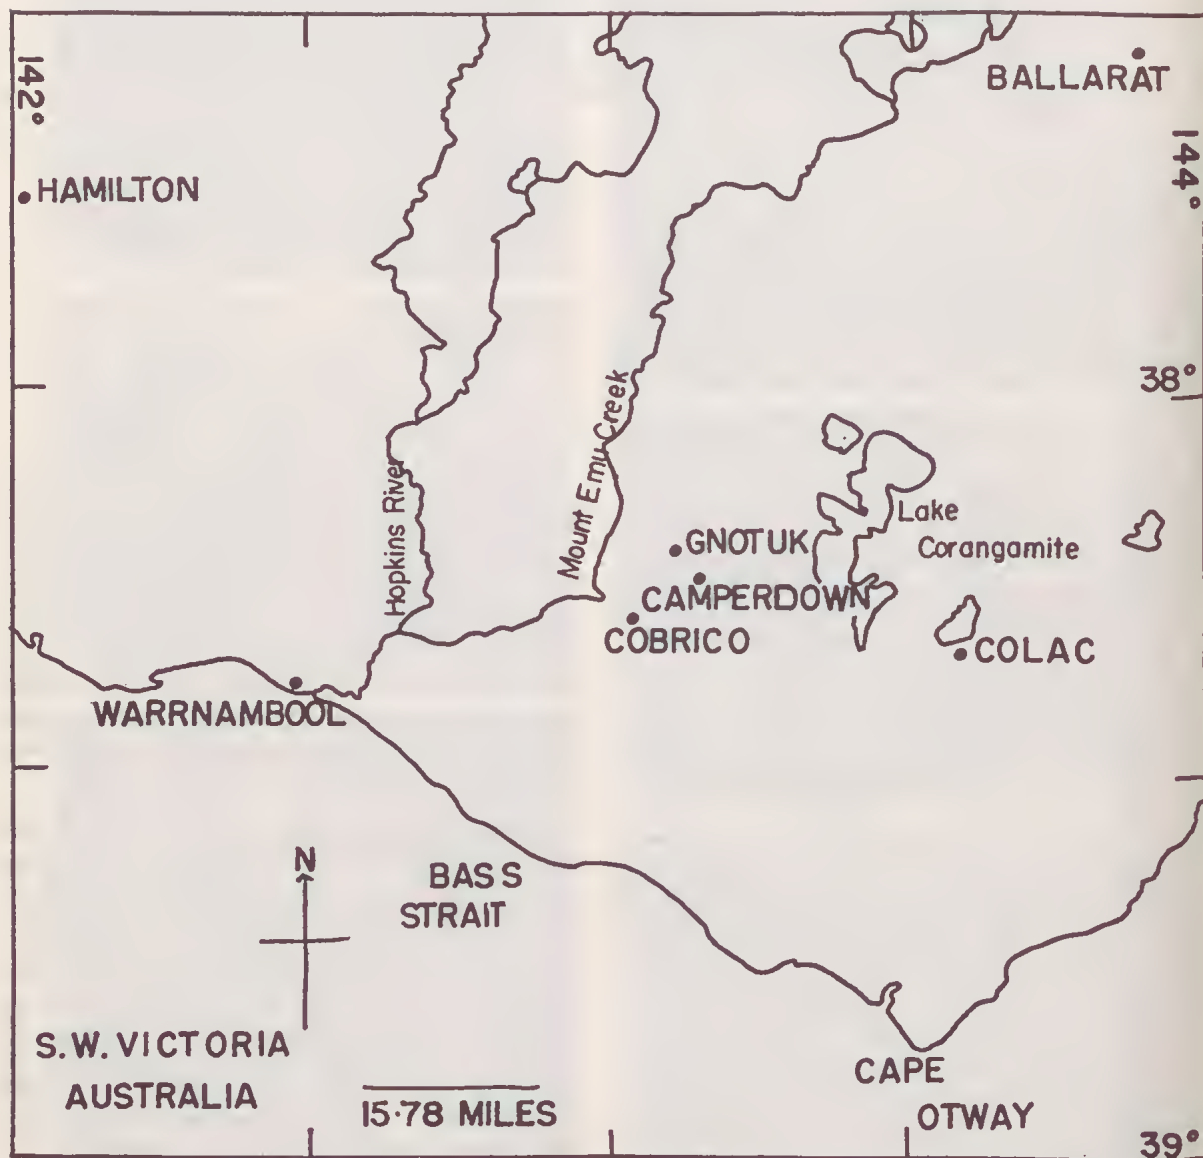 142°
BALLARAT
144°
HAMILTON
38°
Hopkins River
Mount Emu Creek
Lake
Corangamite
GNOTUK
CAMPERDOWN
COBRICO
COLAC
WARRNAMBOOL
N
BASS
STRAIT
S.W. VICTORIA
AUSTRALIA
15·78 MILES
CAPE
OTWAY
39°